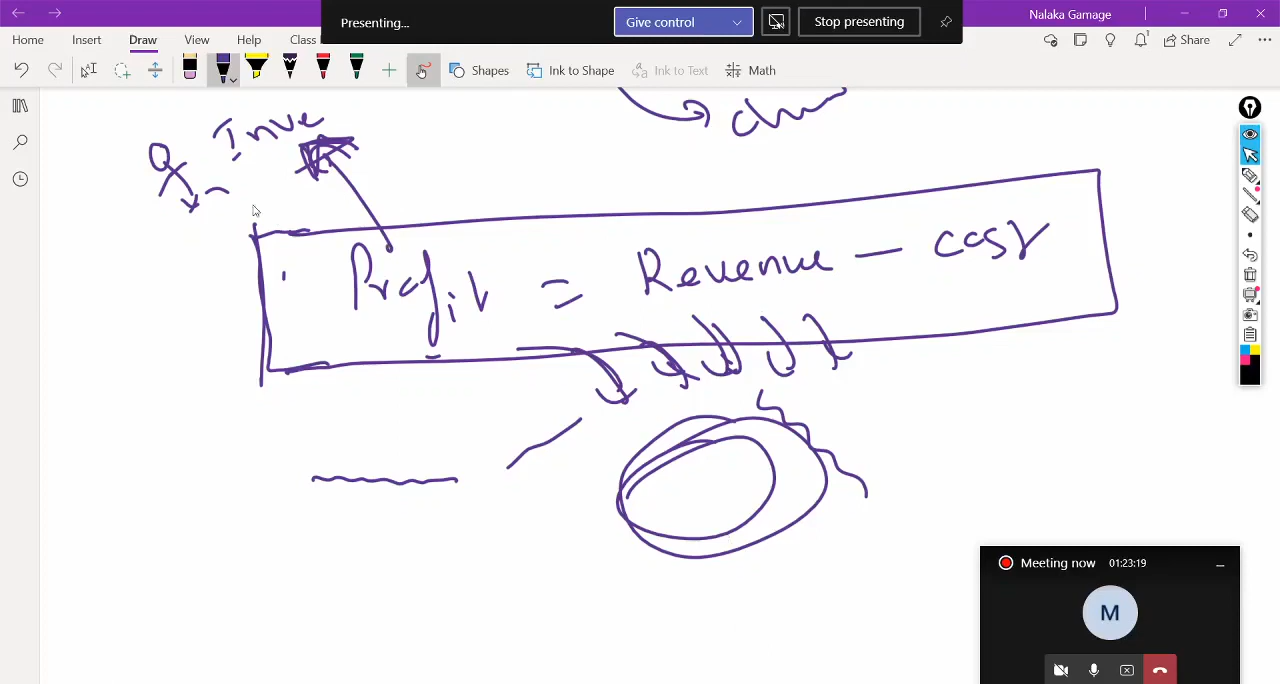 Presenting...
Give control
Stop presenting
Nalaka Gamage
Home Insert Draw View Help Class
Share
Shapes
Ink to Shape
Ink to Text
Math
Inve
Profit = Revenue - cost
Meeting now 01:23:19
M